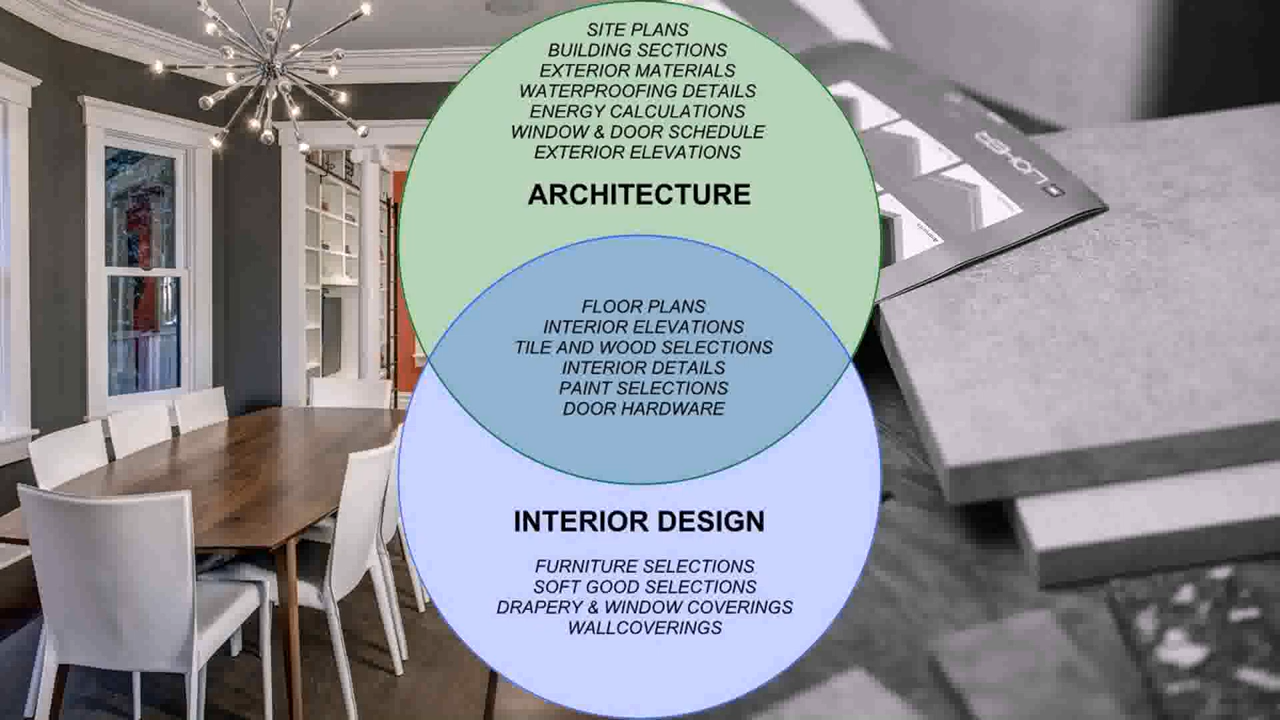 SITE PLANS
BUILDING SECTIONS
EXTERIOR MATERIALS
WATERPROOFING DETAILS
ENERGY CALCULATIONS
WINDOW & DOOR SCHEDULE
EXTERIOR ELEVATIONS
ARCHITECTURE
FLOOR PLANS
INTERIOR ELEVATIONS
TILE AND WOOD SELECTIONS
INTERIOR DETAILS
PAINT SELECTIONS
DOOR HARDWARE
INTERIOR DESIGN
FURNITURE SELECTIONS
SOFT GOOD SELECTIONS
DRAPERY & WINDOW COVERINGS
WALLCOVERINGS